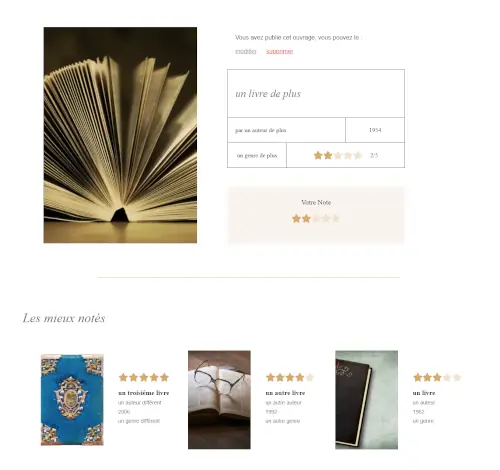 Vous avez publié cet ouvrage, vous pouvez le :
modifier supprimer
un livre de plus
par un auteur de plus 1954
un genre de plus 2/5
Votre Note
Les mieux notés
un troisième livre
un auteur différent
2006
un genre différent
un autre livre
un autre auteur
1992
un autre genre
un livre
un auteur
1962
un genre